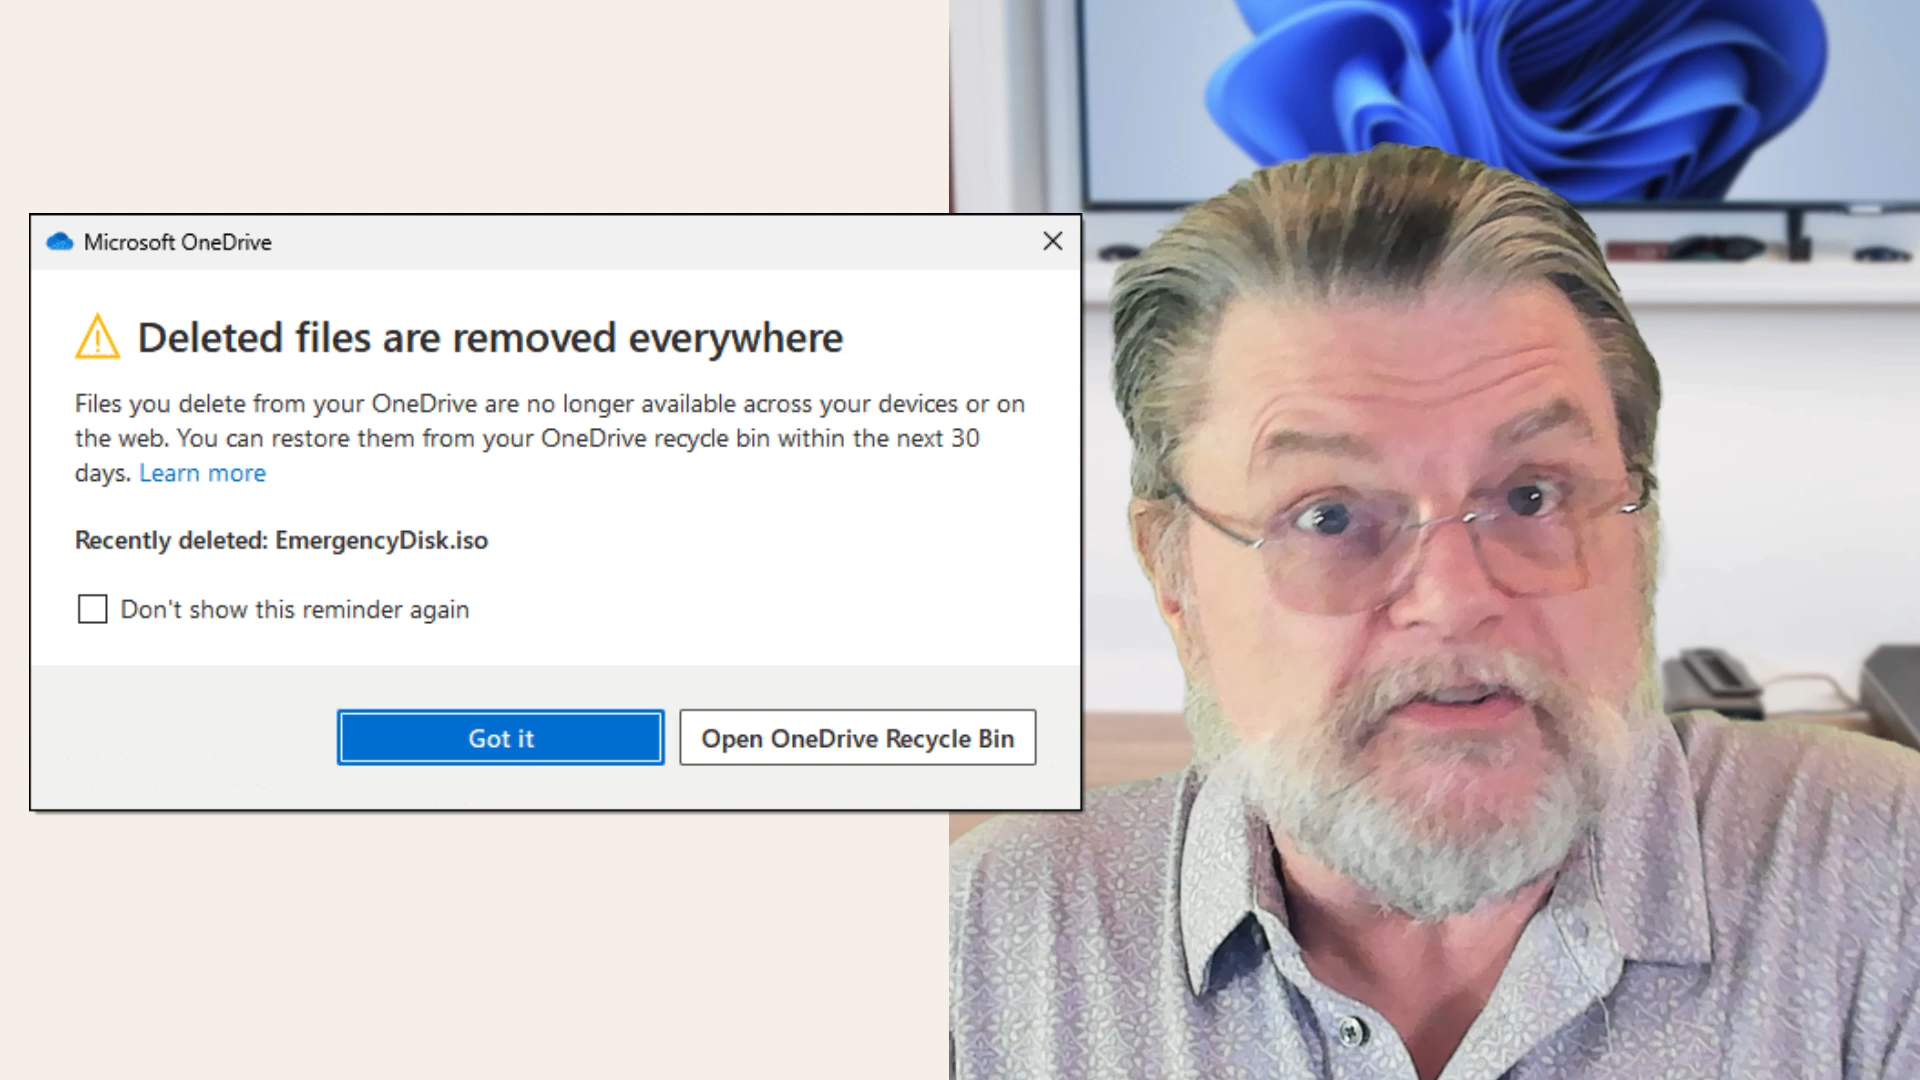 Microsoft OneDrive
Deleted files are removed everywhere
Files you delete from your OneDrive are no longer available across your devices or on
the web. You can restore them from your OneDrive recycle bin within the next 30
days. Learn more
Recently deleted: EmergencyDisk.iso
Don't show this reminder again
Got it
Open OneDrive Recycle Bin